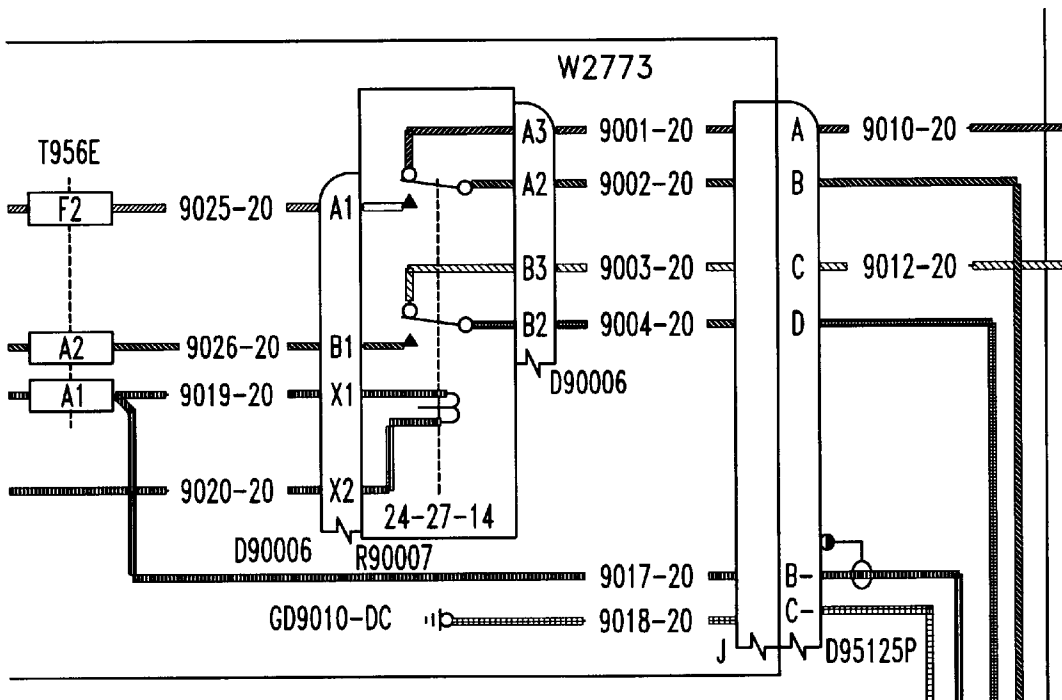 W2773
T956E
A3 9001-20 A 9010-20
F2 9025-20 A1 A2 9002-20 B
B3 9003-20 C 9012-20
A2 9026-20 B1 B2 9004-20 D
A1 9019-20 X1 D90006
9020-20 X2
24-27-14
D90006 R90007
9017-20 B-
GD9010-DC 9018-20 C-
J D95125P